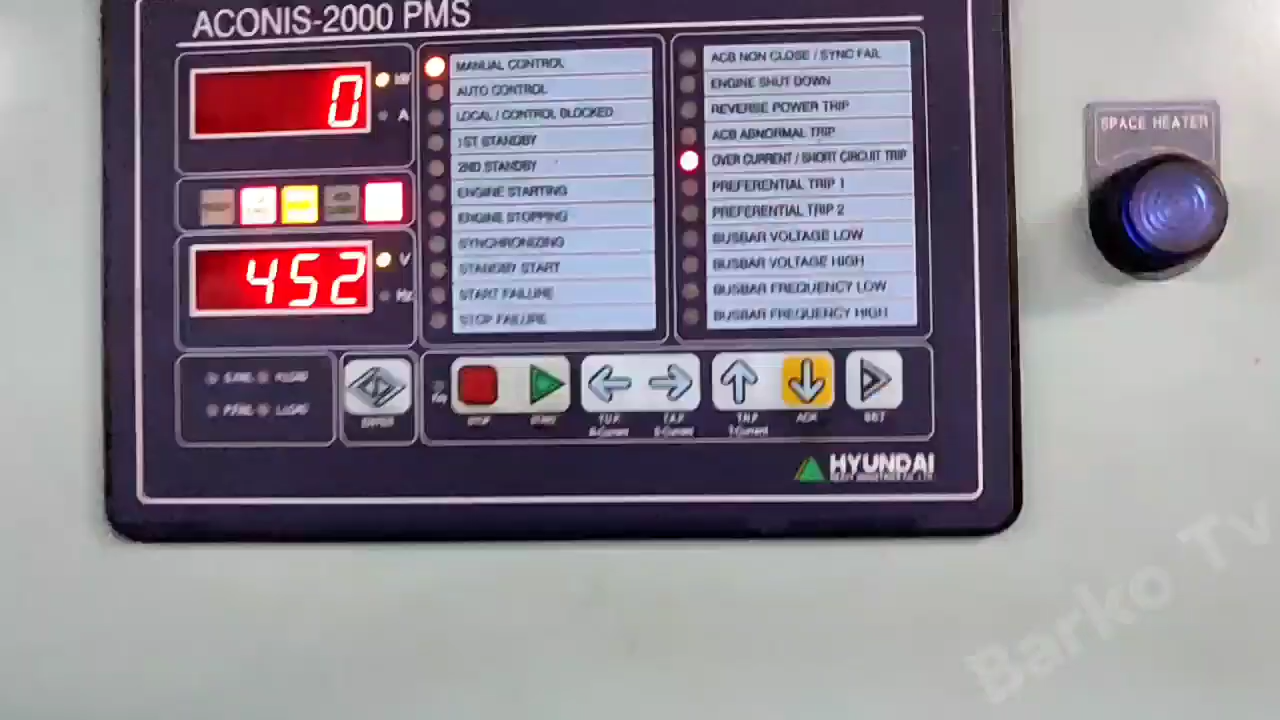 ACONIS-2000 PMS
0
A
452
V
Hz
MANUAL CONTROL
AUTO CONTROL
LOCAL / CONTROL BLOCKED
1ST STANDBY
2ND STANDBY
ENGINE STARTING
ENGINE STOPPING
SYNCHRONIZING
STANDBY START
START FAILURE
STOP FAILURE
ACB NON CLOSE / SYNC FAIL
ENGINE SHUT DOWN
REVERSE POWER TRIP
ACB ABNORMAL TRIP
OVER CURRENT / SHORT CIRCUIT TRIP
PREFERENTIAL TRIP 1
PREFERENTIAL TRIP 2
BUSBAR VOLTAGE LOW
BUSBAR VOLTAGE HIGH
BUSBAR FREQUENCY LOW
BUSBAR FREQUENCY HIGH
SPACE HEATER
STOP
ACK
HYUNDAI
Barko Tv